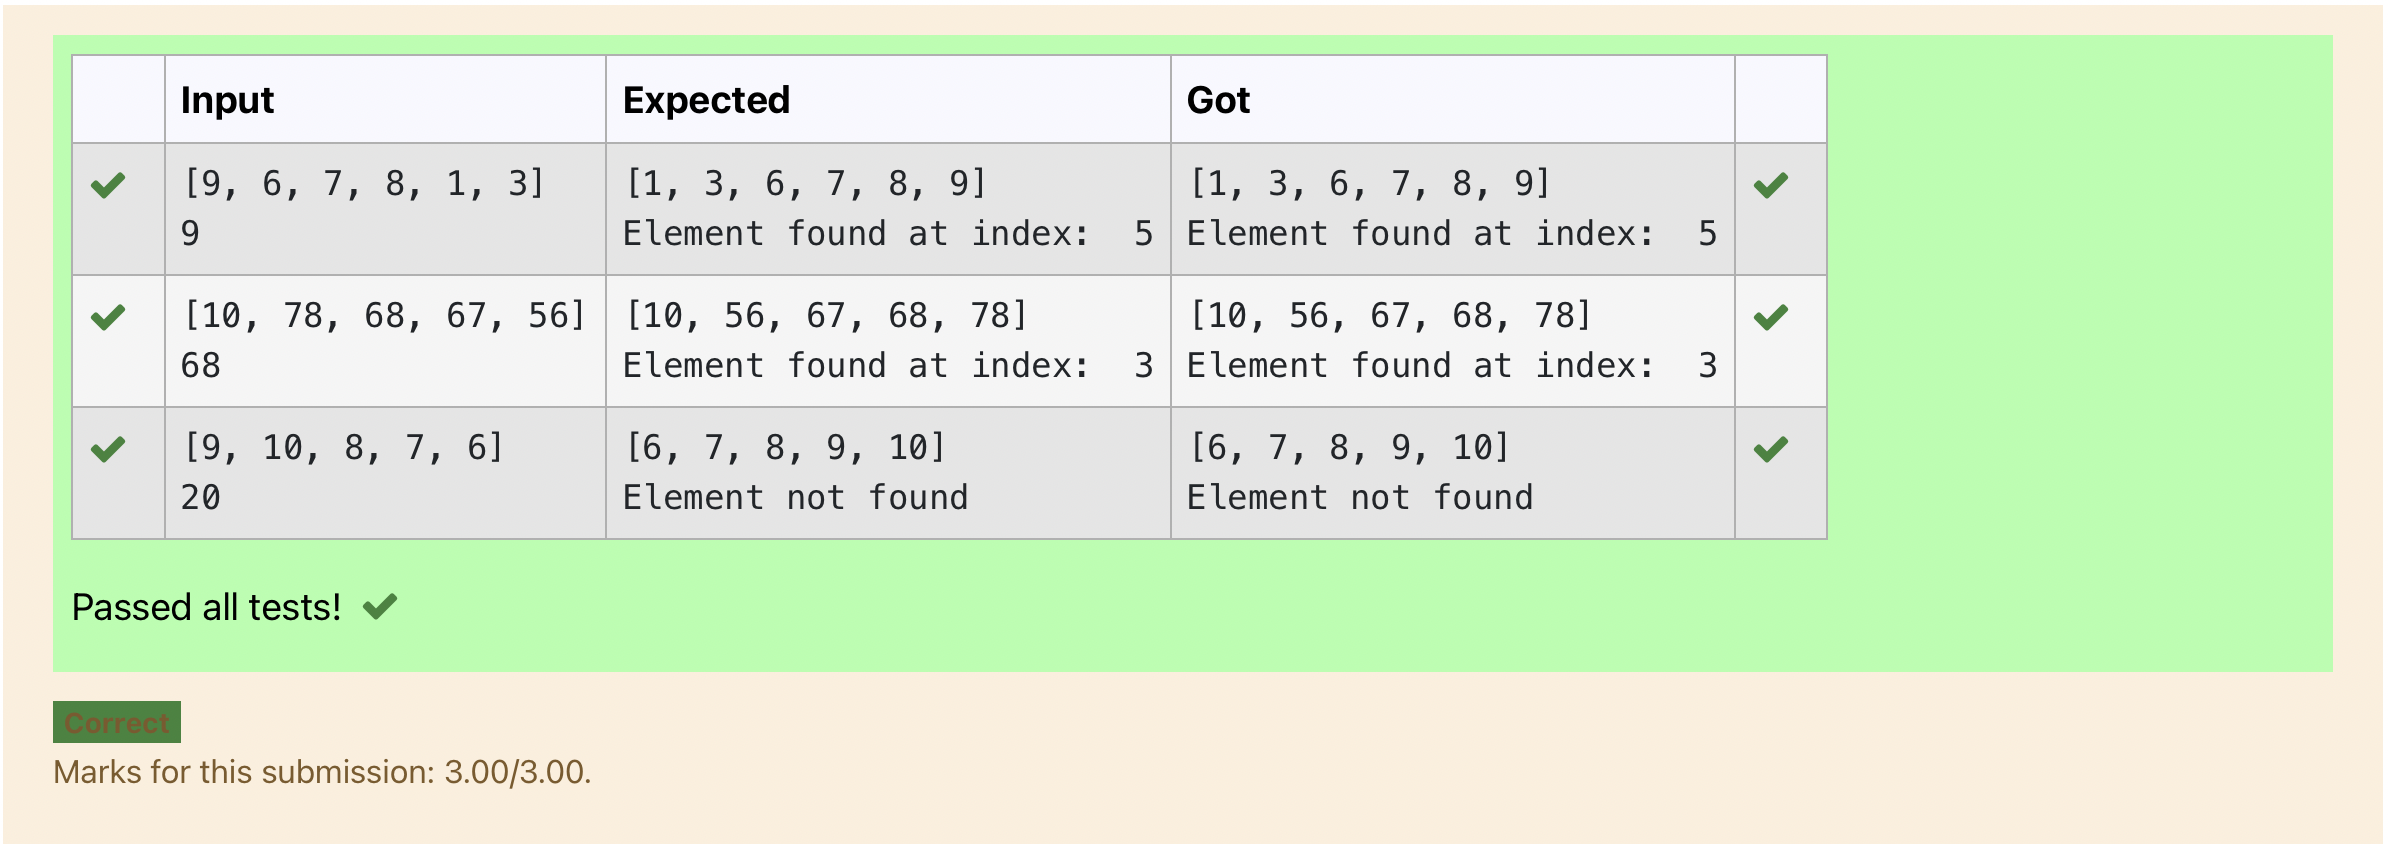 Input Expected Got
[9, 6, 7, 8, 1, 3] [1, 3, 6, 7, 8, 9] [1, 3, 6, 7, 8, 9]
9 Element found at index:  5 Element found at index:  5
[10, 78, 68, 67, 56] [10, 56, 67, 68, 78] [10, 56, 67, 68, 78]
68 Element found at index:  3 Element found at index:  3
[9, 10, 8, 7, 6] [6, 7, 8, 9, 10] [6, 7, 8, 9, 10]
20 Element not found Element not found
Passed all tests!
Correct
Marks for this submission: 3.00/3.00.